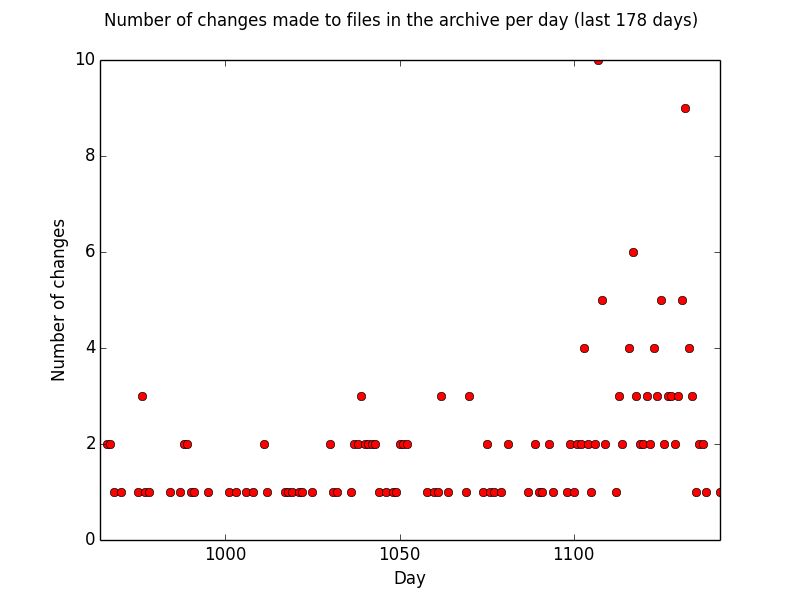 Number of changes made to files in the archive per day (last 178 days)
10
8
6
4
2
0
Number of changes
1000 1050 1100
Day